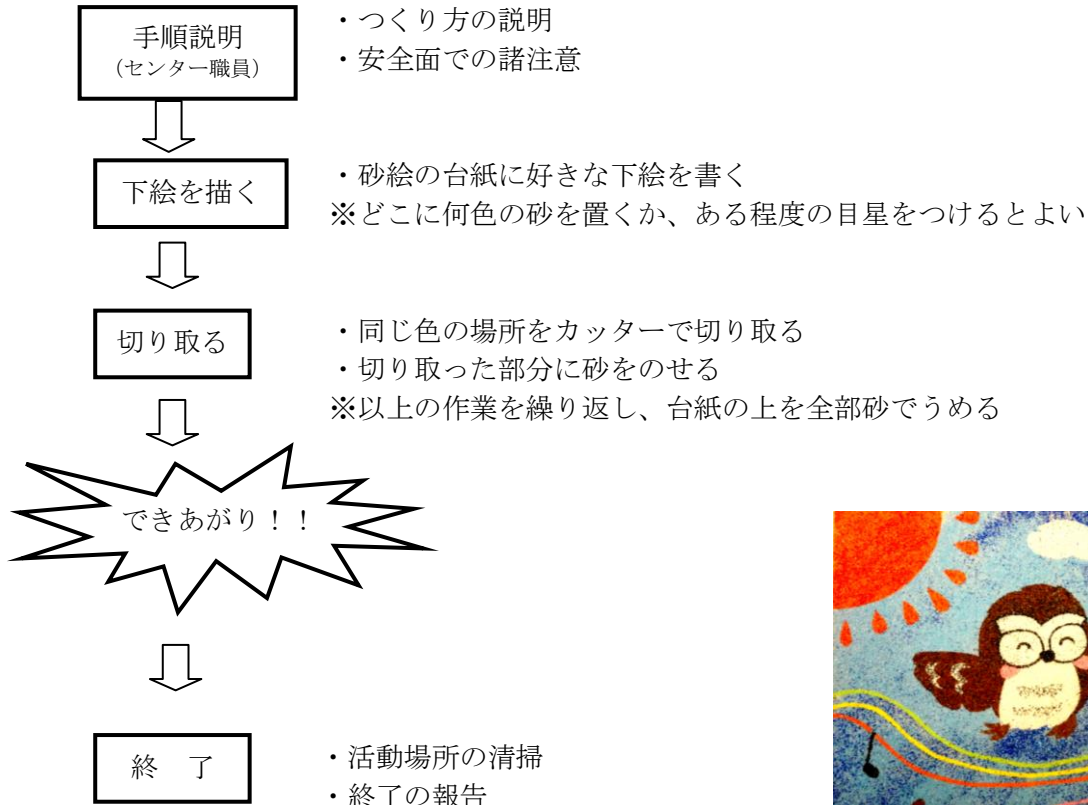 手順説明
(センター職員)
・つくり方の説明
・安全面での諸注意
下絵を描く
・砂絵の台紙に好きな下絵を書く
※どこに何色の砂を置くか、ある程度の目星をつけるとよい
切り取る
・同じ色の場所をカッターで切り取る
・切り取った部分に砂をのせる
※以上の作業を繰り返し、台紙の上を全部砂でうめる
できあがり！！
終　了
・活動場所の清掃
・終了の報告